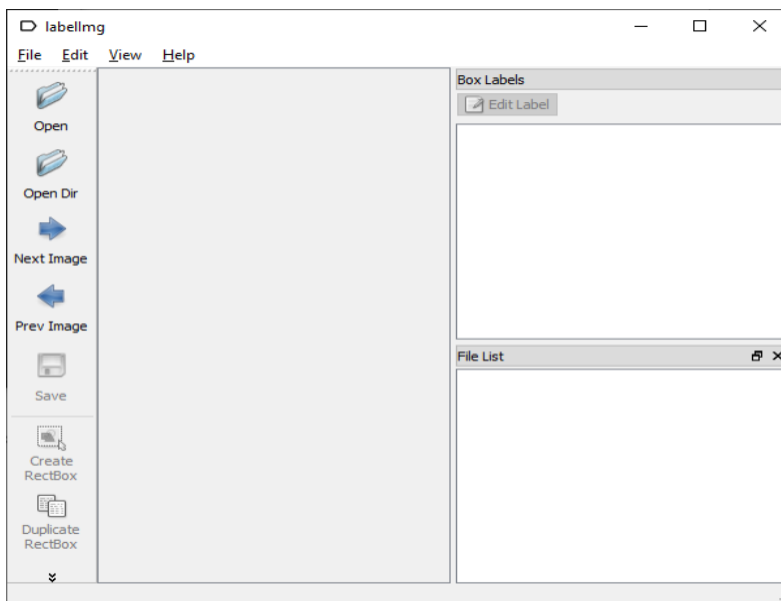 labelImg
File Edit View Help
Open
Open Dir
Next Image
Prev Image
Save
Create
RectBox
Duplicate
RectBox
Box Labels
Edit Label
File List